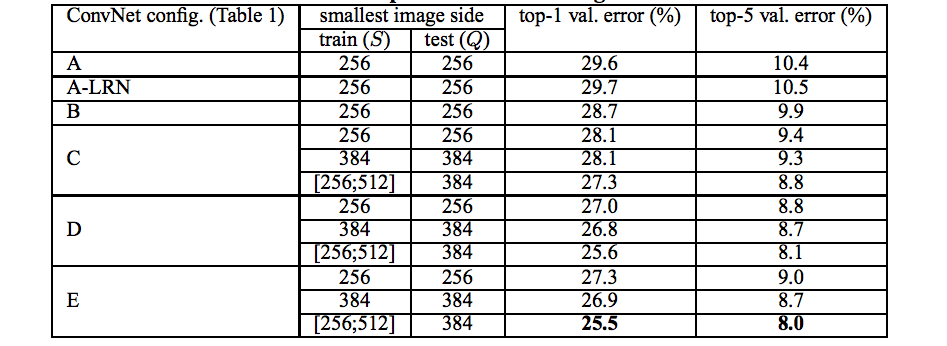 ConvNet config. (Table 1) smallest image side top-1 val. error (%) top-5 val. error (%)
train (S) test (Q)
A 256 256 29.6 10.4
A-LRN 256 256 29.7 10.5
B 256 256 28.7 9.9
C 256 256 28.1 9.4
384 384 28.1 9.3
[256;512] 384 27.3 8.8
D 256 256 27.0 8.8
384 384 26.8 8.7
[256;512] 384 25.6 8.1
E 256 256 27.3 9.0
384 384 26.9 8.7
[256;512] 384 25.5 8.0